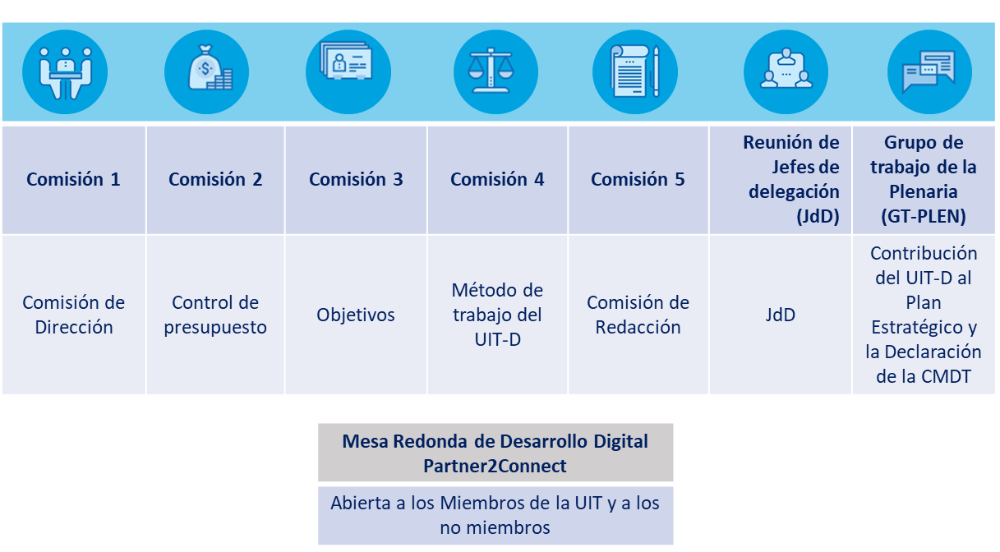 Comisión 1
Comisión 2
Comisión 3
Comisión 4
Comisión 5
Reunión de
Jefes de
delegación
(JdD)
Grupo de
trabajo de la
Plenaria
(GT-PLEN)
Comisión de
Dirección
Control de
presupuesto
Objetivos
Método de
trabajo del
UIT-D
Comisión de
Redacción
JdD
Contribución
del UIT-D al
Plan
Estratégico y
la Declaración
de la CMDT
Mesa Redonda de Desarrollo Digital
Partner2Connect
Abierta a los Miembros de la UIT y a los
no miembros